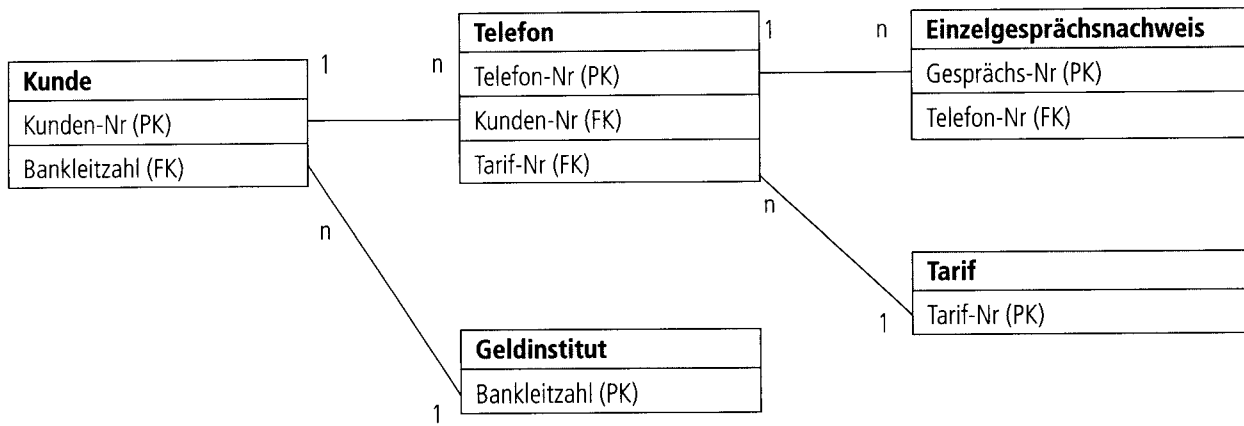 Kunde
Kunden-Nr (PK)
Bankleitzahl (FK)
1
n
Telefon
Telefon-Nr (PK)
Kunden-Nr (FK)
Tarif-Nr (FK)
1
n
Einzelgesprächsnachweis
Gesprächs-Nr (PK)
Telefon-Nr (FK)
n
1
Tarif
Tarif-Nr (PK)
n
1
Geldinstitut
Bankleitzahl (PK)